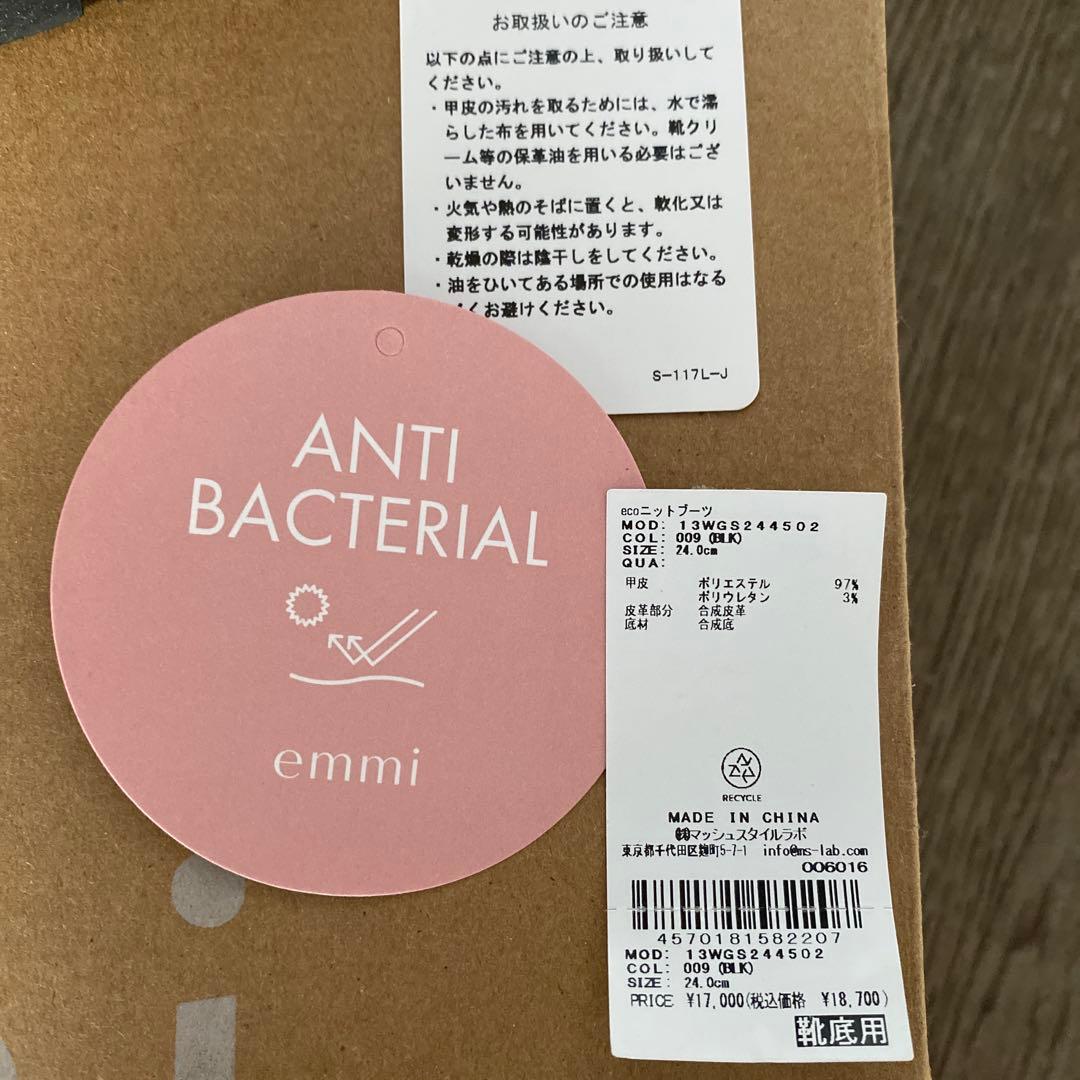 お取扱いのご注意
以下の点にご注意の上、取り扱いして
ください。
・甲皮の汚れを取るためには、水で濡
らした布を用いてください。靴クリ
ーム等の保革油を用いる必要はござ
いません。
・火気や熱のそばに置くと、軟化又は
変形する可能性があります。
・乾燥の際は陰干しをしてください。
・油をひいてある場所での使用はなる
くお避けください。
S-117L-J
ANTI
BACTERIAL
emmi
ecoニットブーツ
MOD: 13WGS244502
COL: 009 (BLK)
SIZE: 24.0cm
QUA:
甲皮 ポリエステル 97%
ポリウレタン 3%
皮革部分 合成皮革
底材 合成底
RECYCLE
MADE IN CHINA
㈱マッシュスタイルラボ
東京都千代田区麹町5-7-1 info@ms-lab.com
006016
4570181582207
MOD: 13WGS244502
COL: 009 (BLK)
SIZE: 24.0cm
PRICE ¥17,000(税込価格 ¥18,700)
靴底用